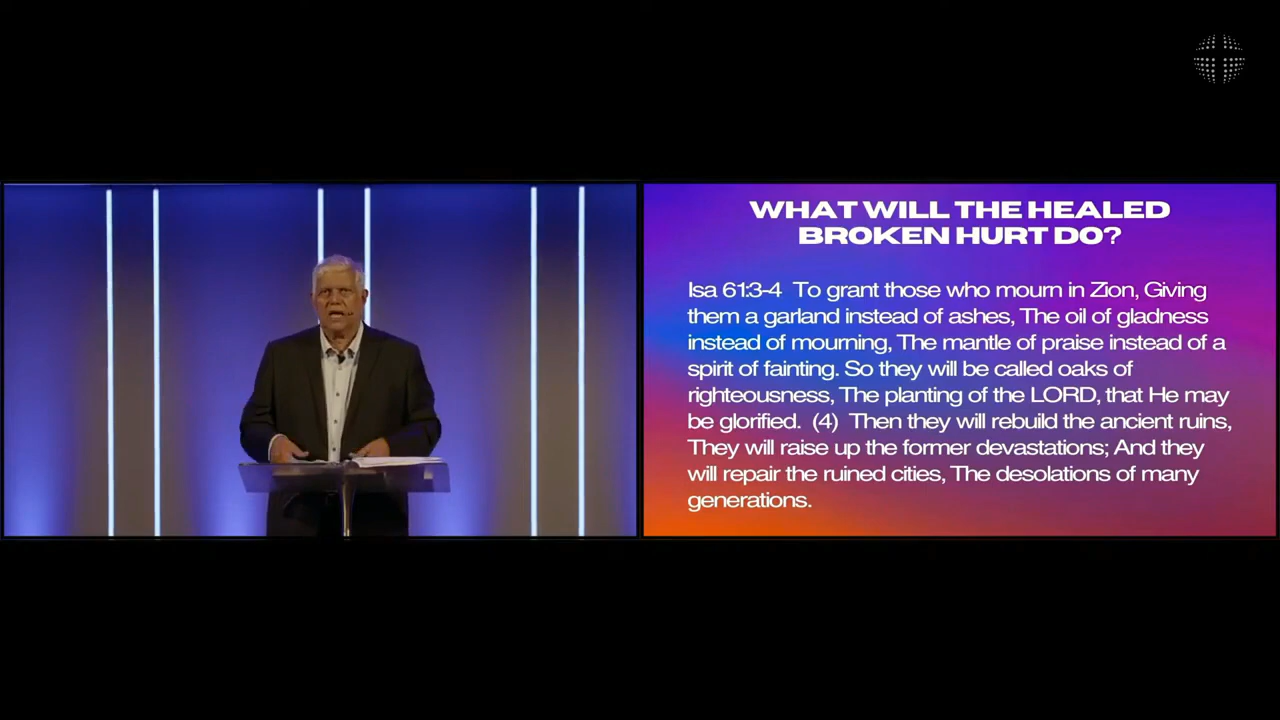 WHAT WILL THE HEALED
BROKEN HURT DO?
Isa 61:3-4  To grant those who mourn in Zion, Giving
them a garland instead of ashes, The oil of gladness
instead of mourning, The mantle of praise instead of a
spirit of fainting. So they will be called oaks of
righteousness, The planting of the LORD, that He may
be glorified.  (4)  Then they will rebuild the ancient ruins,
They will raise up the former devastations; And they
will repair the ruined cities, The desolations of many
generations.